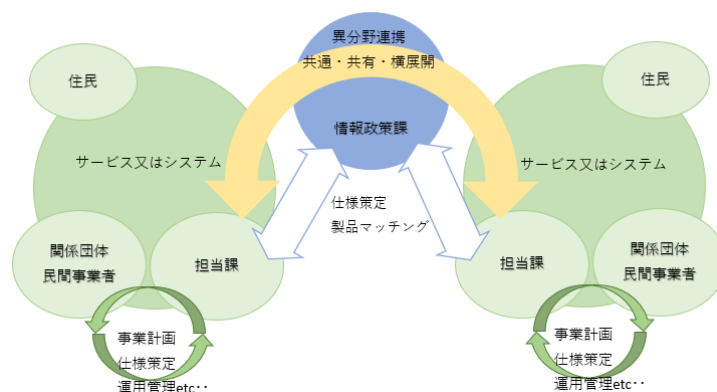 異分野連携
共通・共有・横展開
情報政策課
住民
サービス又はシステム
関係団体
民間事業者
担当課
事業計画
仕様策定
運用管理etc‥
仕様策定
製品マッチング
住民
サービス又はシステム
担当課
関係団体
民間事業者
事業計画
仕様策定
運用管理etc‥